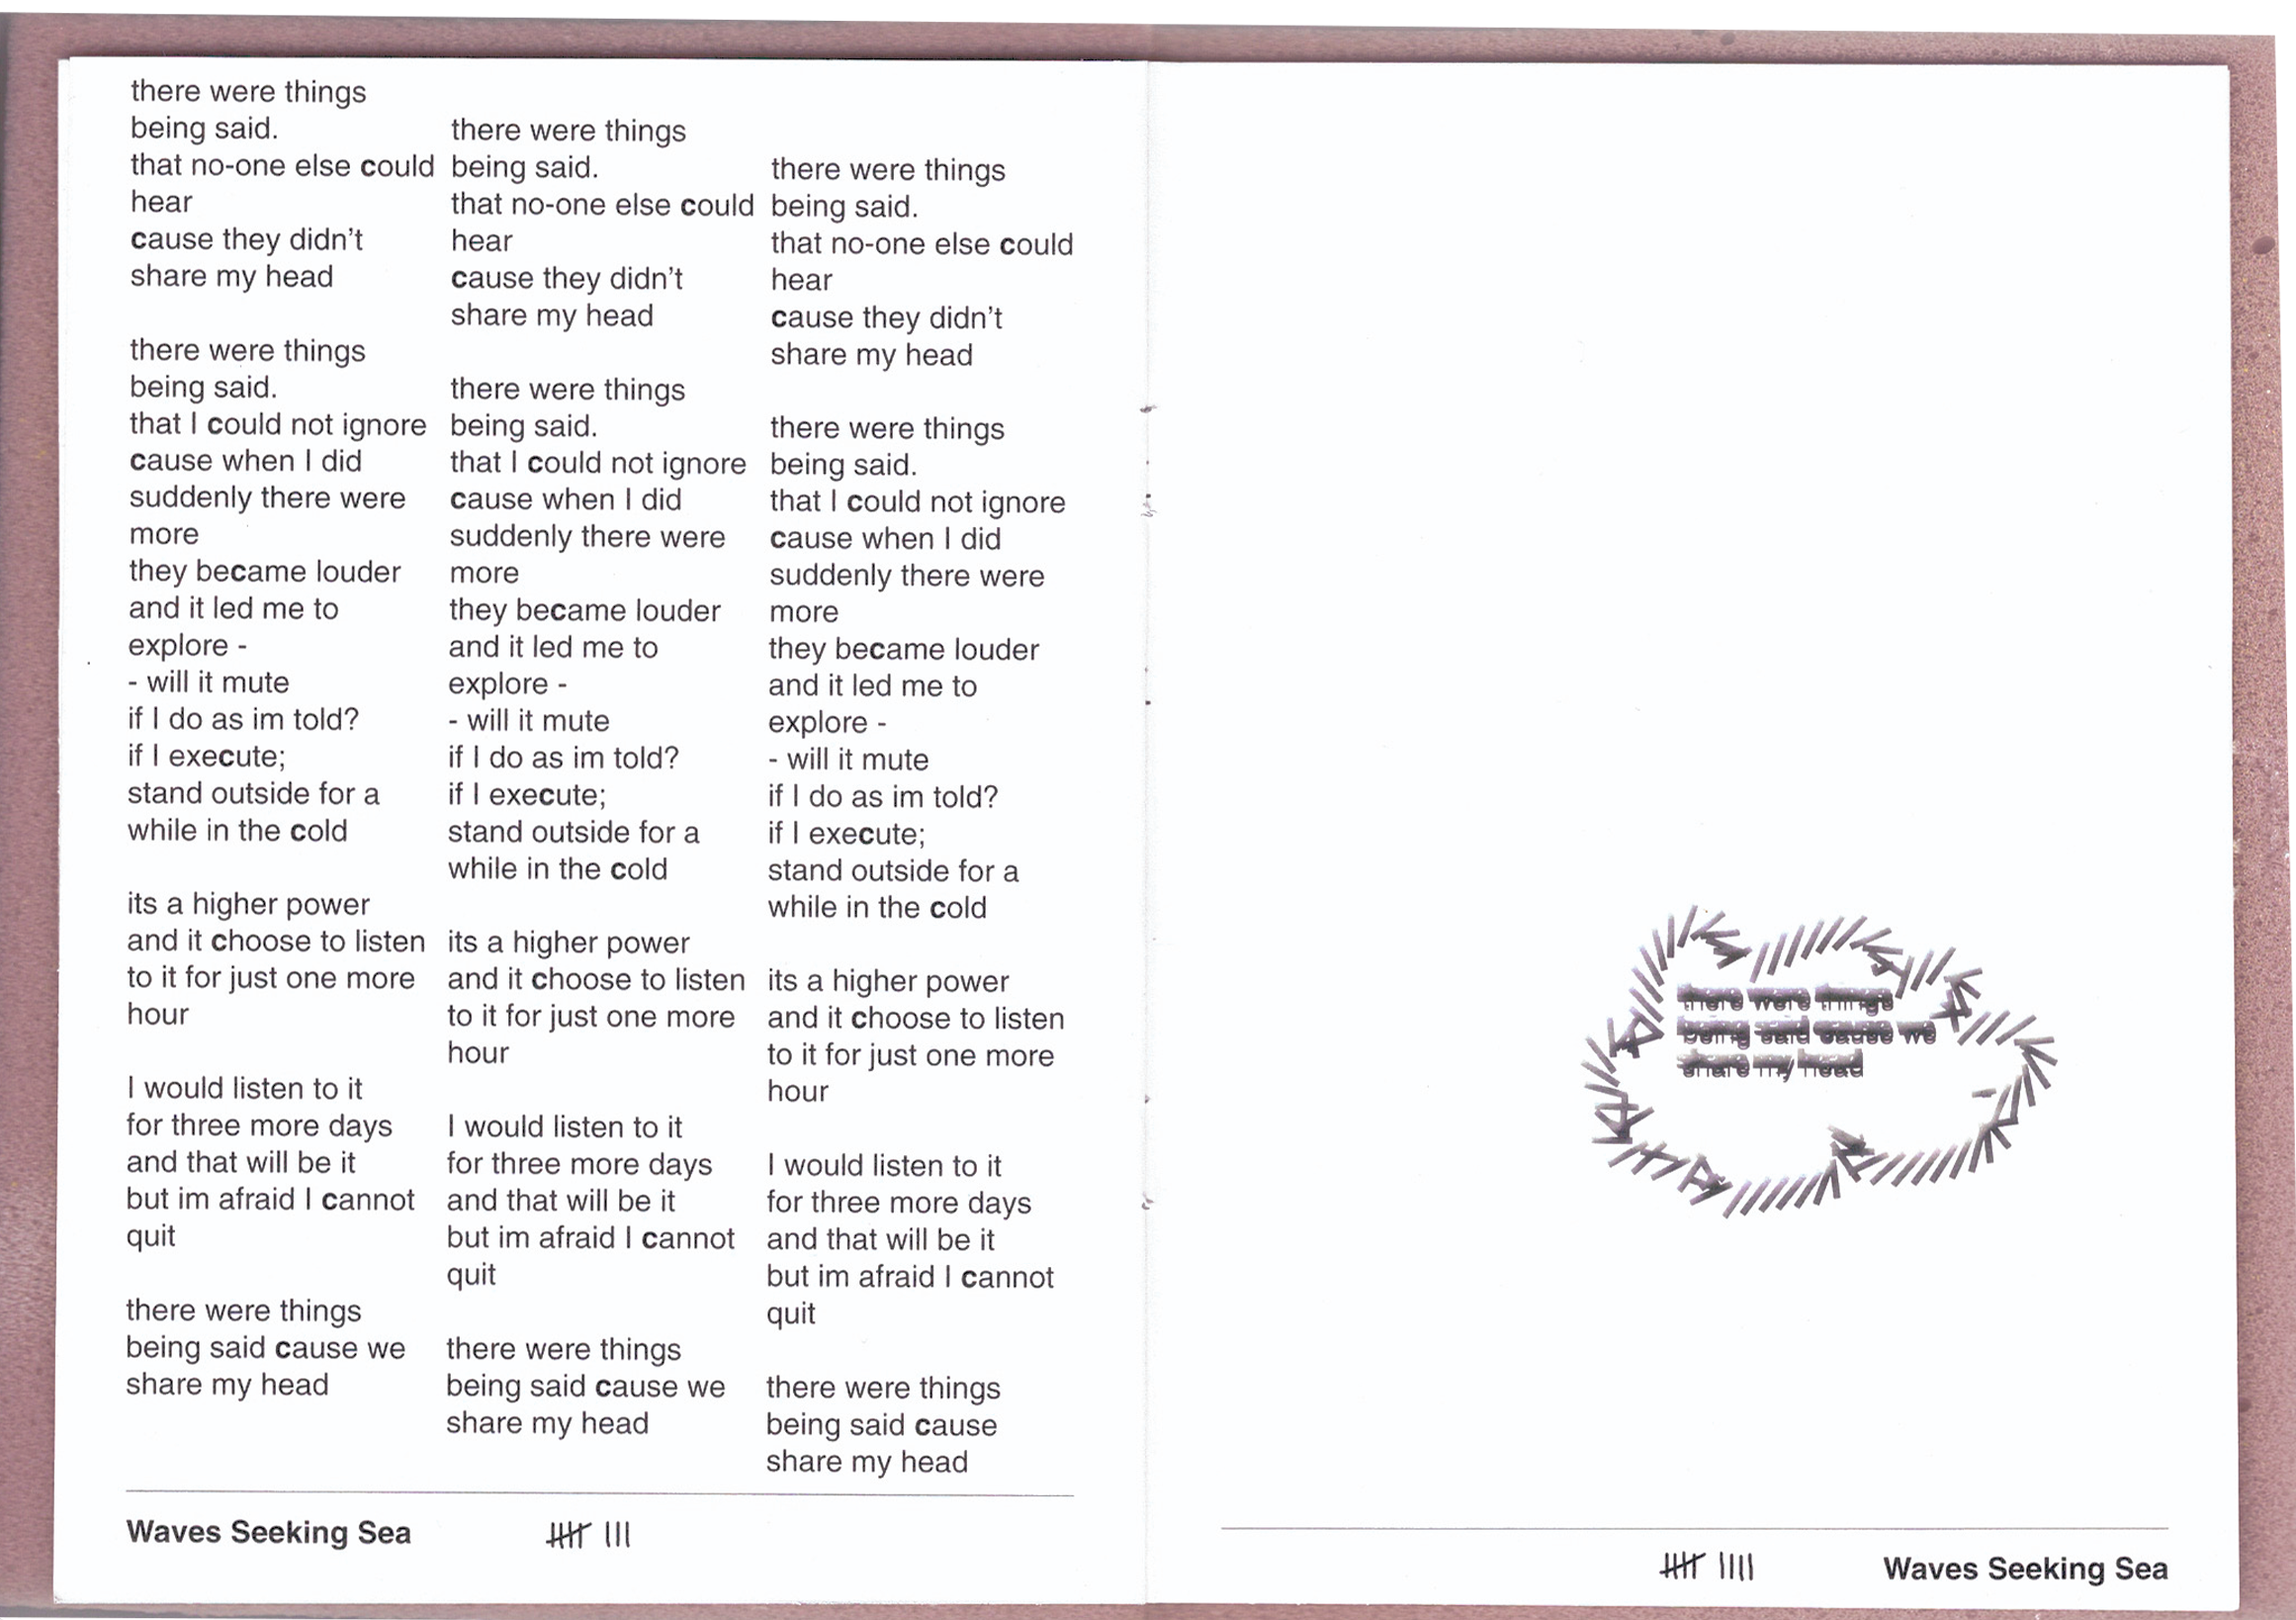 there were things
being said.
that no-one else could
hear
cause they didn't
share my head

there were things
being said.
that I could not ignore
cause when I did
suddenly there were
more
they became louder
and it led me to
explore -
- will it mute
if I do as im told?
if I execute;
stand outside for a
while in the cold

its a higher power
and it choose to listen
to it for just one more
hour

I would listen to it
for three more days
and that will be it
but im afraid I cannot
quit

there were things
being said cause we
share my head

there were things
being said.
that no-one else could
hear
cause they didn't
share my head

there were things
being said.
that I could not ignore
cause when I did
suddenly there were
more
they became louder
and it led me to
explore -
- will it mute
if I do as im told?
if I execute;
stand outside for a
while in the cold

its a higher power
and it choose to listen
to it for just one more
hour

I would listen to it
for three more days
and that will be it
but im afraid I cannot
quit

there were things
being said cause we
share my head

there were things
being said.
that no-one else could
hear
cause they didn't
share my head

there were things
being said.
that I could not ignore
cause when I did
suddenly there were
more
they became louder
and it led me to
explore -
- will it mute
if I do as im told?
if I execute;
stand outside for a
while in the cold

its a higher power
and it choose to listen
to it for just one more
hour

I would listen to it
for three more days
and that will be it
but im afraid I cannot
quit

there were things
being said cause
share my head

Waves Seeking Sea

there were things
being said cause we
share my head

Waves Seeking Sea